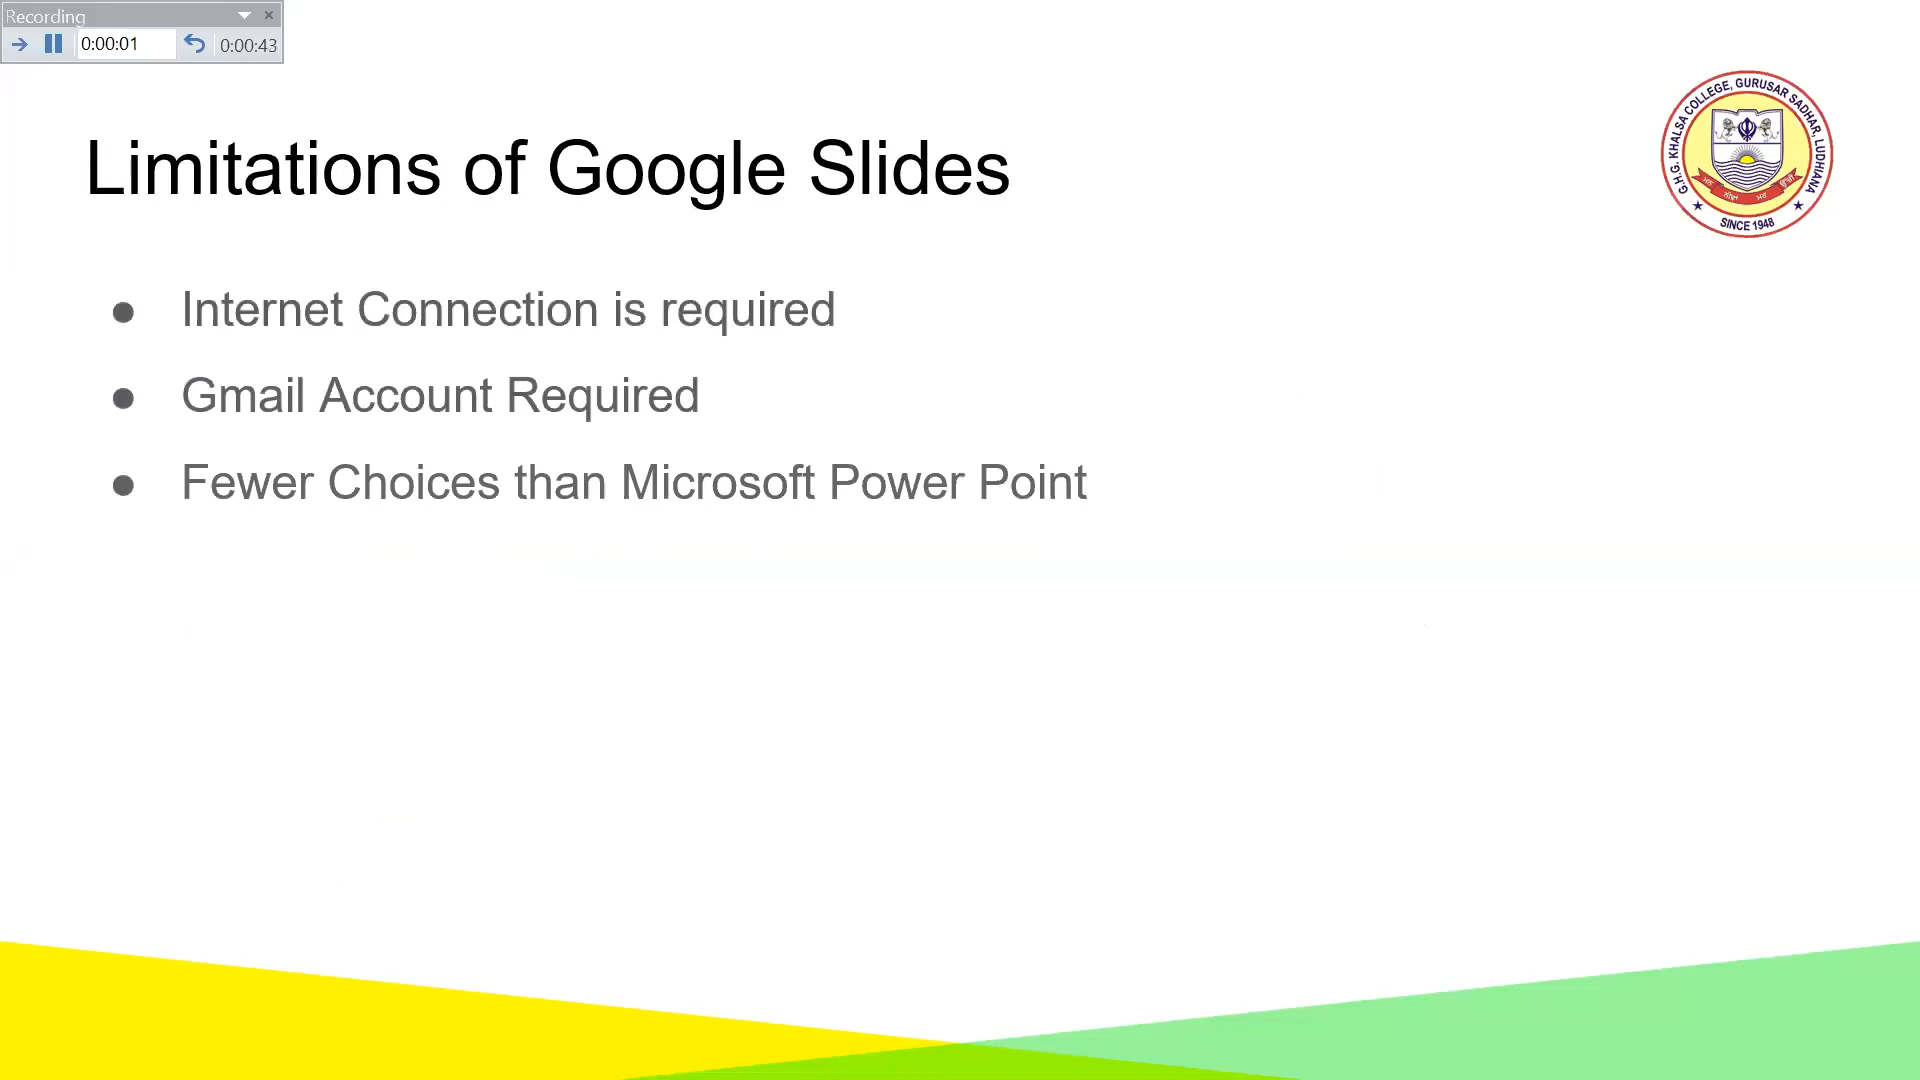 Recording
0:00:01
0:00:43
G.H.G. KHALSA COLLEGE, GURUSAR SADHAR, LUDHIANA
SINCE 1948
Limitations of Google Slides
● Internet Connection is required
● Gmail Account Required
● Fewer Choices than Microsoft Power Point